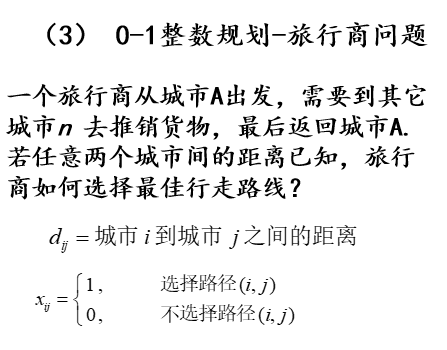 （3） 0-1整数规划-旅行商问题
一个旅行商从城市A出发，需要到其它
城市n 去推销货物，最后返回城市A.
若任意两个城市间的距离已知，旅行
商如何选择最佳行走路线？
d_{ij} = 城市 i 到城市 j 之间的距离
x_{ij} = { 1, 选择路径(i, j)
0, 不选择路径(i, j)